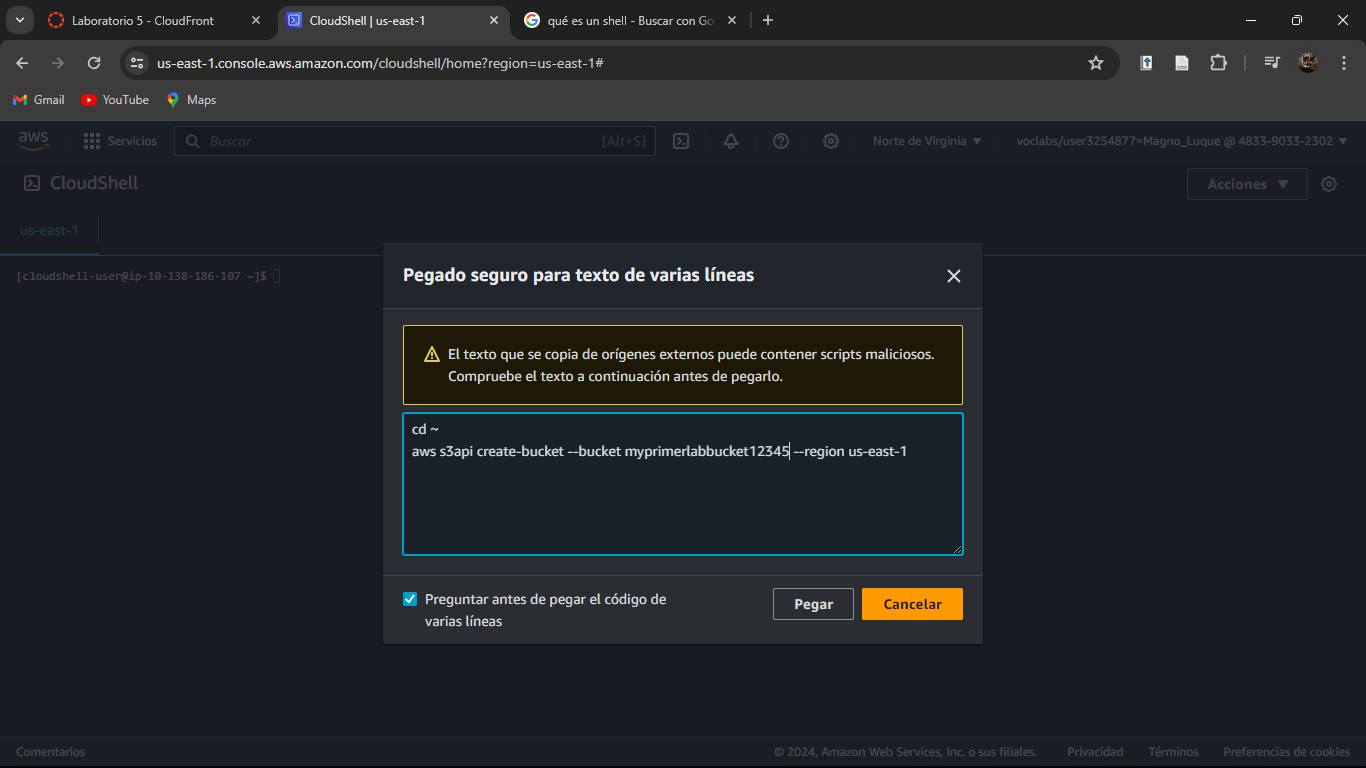 Laboratorio 5 - CloudFront
CloudShell | us-east-1
qué es un shell - Buscar con Go
us-east-1.console.aws.amazon.com/cloudshell/home?region=us-east-1#
Gmail
YouTube
Maps
aws
Servicios
Buscar
[Alt+S]
Norte de Virginia
voclabs/user3254877=Magno_Luque @ 4833-9033-2302
CloudShell
Acciones
us-east-1
[cloudshell-user@ip-10-138-186-107 ~]$
Pegado seguro para texto de varias líneas
El texto que se copia de orígenes externos puede contener scripts maliciosos.
Compruebe el texto a continuación antes de pegarlo.
cd ~
aws s3api create-bucket --bucket myprimerlabbucket12345 --region us-east-1
Preguntar antes de pegar el código de
varias líneas
Pegar
Cancelar
Comentarios
© 2024, Amazon Web Services, Inc. o sus filiales.
Privacidad
Términos
Preferencias de cookies